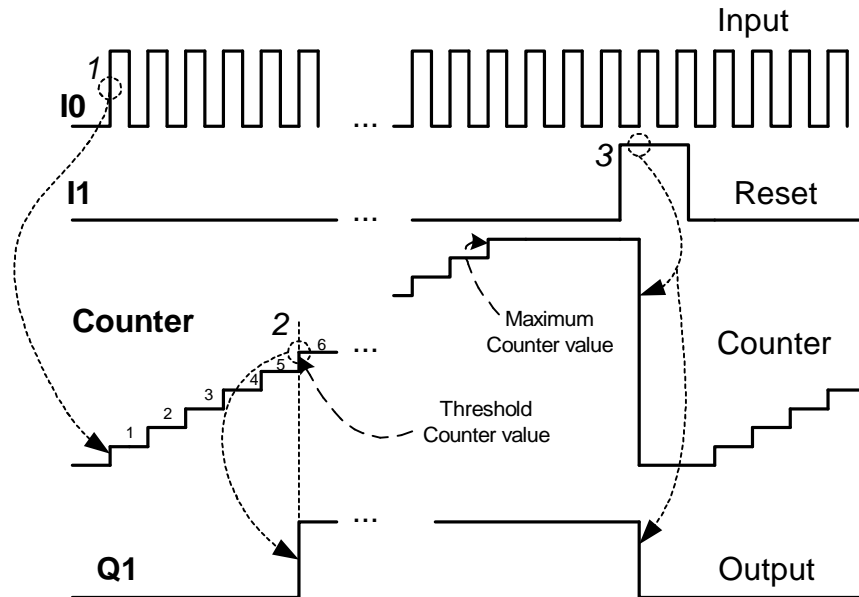 Input
1
I0
...
3
I1
...
Reset
Maximum
Counter value
Counter
2
6
...
Counter
5
4
3
2
1
Threshold
Counter value
...
Q1
Output